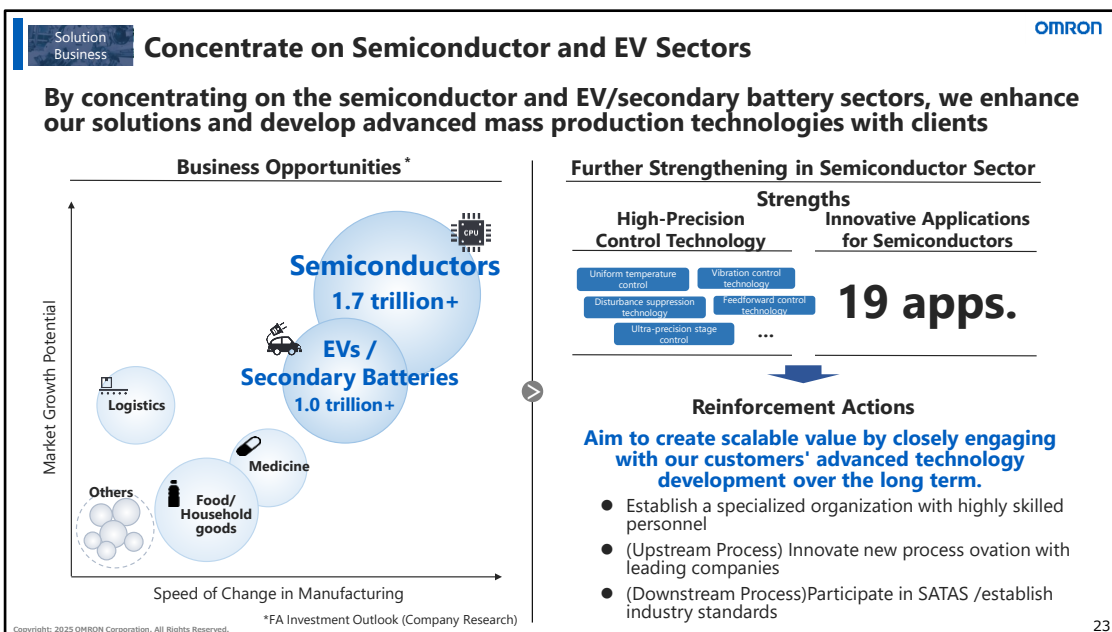 Solution
Business
Concentrate on Semiconductor and EV Sectors
OMRON
By concentrating on the semiconductor and EV/secondary battery sectors, we enhance
our solutions and develop advanced mass production technologies with clients
Business Opportunities *
Market Growth Potential
CPU
Semiconductors
1.7 trillion+
EVs /
Secondary Batteries
1.0 trillion+
Logistics
Medicine
Food/
Household
goods
Others
Speed of Change in Manufacturing
*FA Investment Outlook (Company Research)
Further Strengthening in Semiconductor Sector
Strengths
High-Precision
Control Technology
Uniform temperature
control
Vibration control
technology
Disturbance suppression
technology
Feedforward control
technology
Ultra-precision stage
control
...
Innovative Applications
for Semiconductors
19 apps.
Reinforcement Actions
Aim to create scalable value by closely engaging
with our customers' advanced technology
development over the long term.
● Establish a specialized organization with highly skilled
personnel
● (Upstream Process) Innovate new process ovation with
leading companies
● (Downstream Process)Participate in SATAS /establish
industry standards
Copyright: 2025 OMRON Corporation. All Rights Reserved.
23